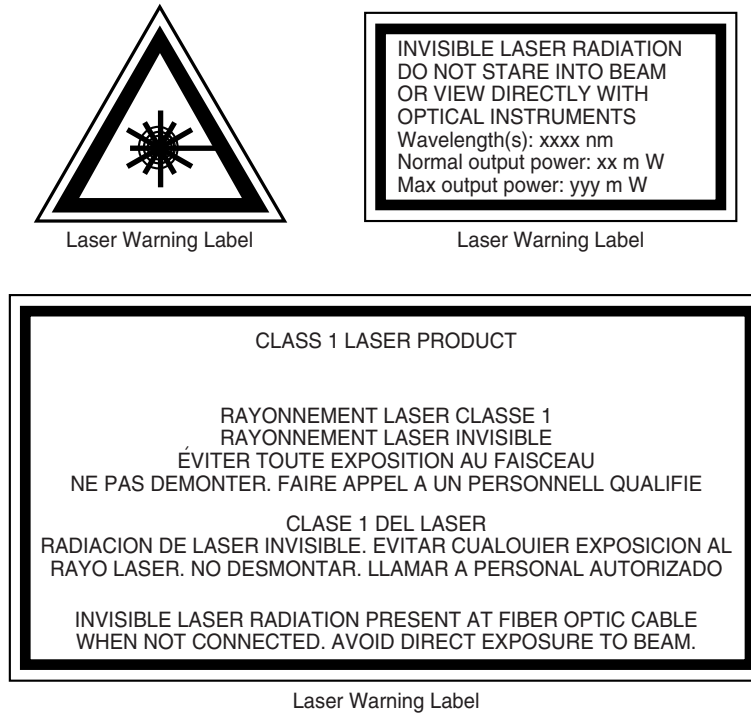 Laser Warning Label
INVISIBLE LASER RADIATION
DO NOT STARE INTO BEAM
OR VIEW DIRECTLY WITH
OPTICAL INSTRUMENTS
Wavelength(s): xxxx nm
Normal output power: xx m W
Max output power: yyy m W
Laser Warning Label
CLASS 1 LASER PRODUCT
RAYONNEMENT LASER CLASSE 1
RAYONNEMENT LASER INVISIBLE
ÉVITER TOUTE EXPOSITION AU FAISCEAU
NE PAS DEMONTER. FAIRE APPEL A UN PERSONNELL QUALIFIE
CLASE 1 DEL LASER
RADIACION DE LASER INVISIBLE. EVITAR CUALOUIER EXPOSICION AL
RAYO LASER. NO DESMONTAR. LLAMAR A PERSONAL AUTORIZADO
INVISIBLE LASER RADIATION PRESENT AT FIBER OPTIC CABLE
WHEN NOT CONNECTED. AVOID DIRECT EXPOSURE TO BEAM.
Laser Warning Label